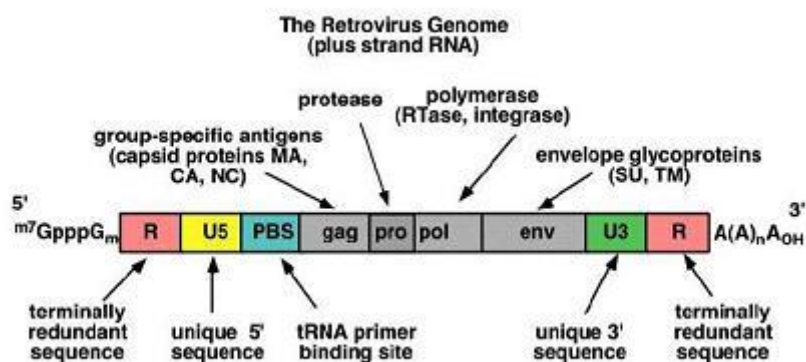 The Retrovirus Genome
(plus strand RNA)
protease
polymerase
(RTase, integrase)
group-specific antigens
(capsid proteins MA,
CA, NC)
envelope glycoproteins
(SU, TM)
5'
3'
m7GpppGm R U5 PBS gag pro pol env U3 R A(A)nAOH
terminally
redundant
sequence
unique 5'
sequence
tRNA primer
binding site
unique 3'
sequence
terminally
redundant
sequence